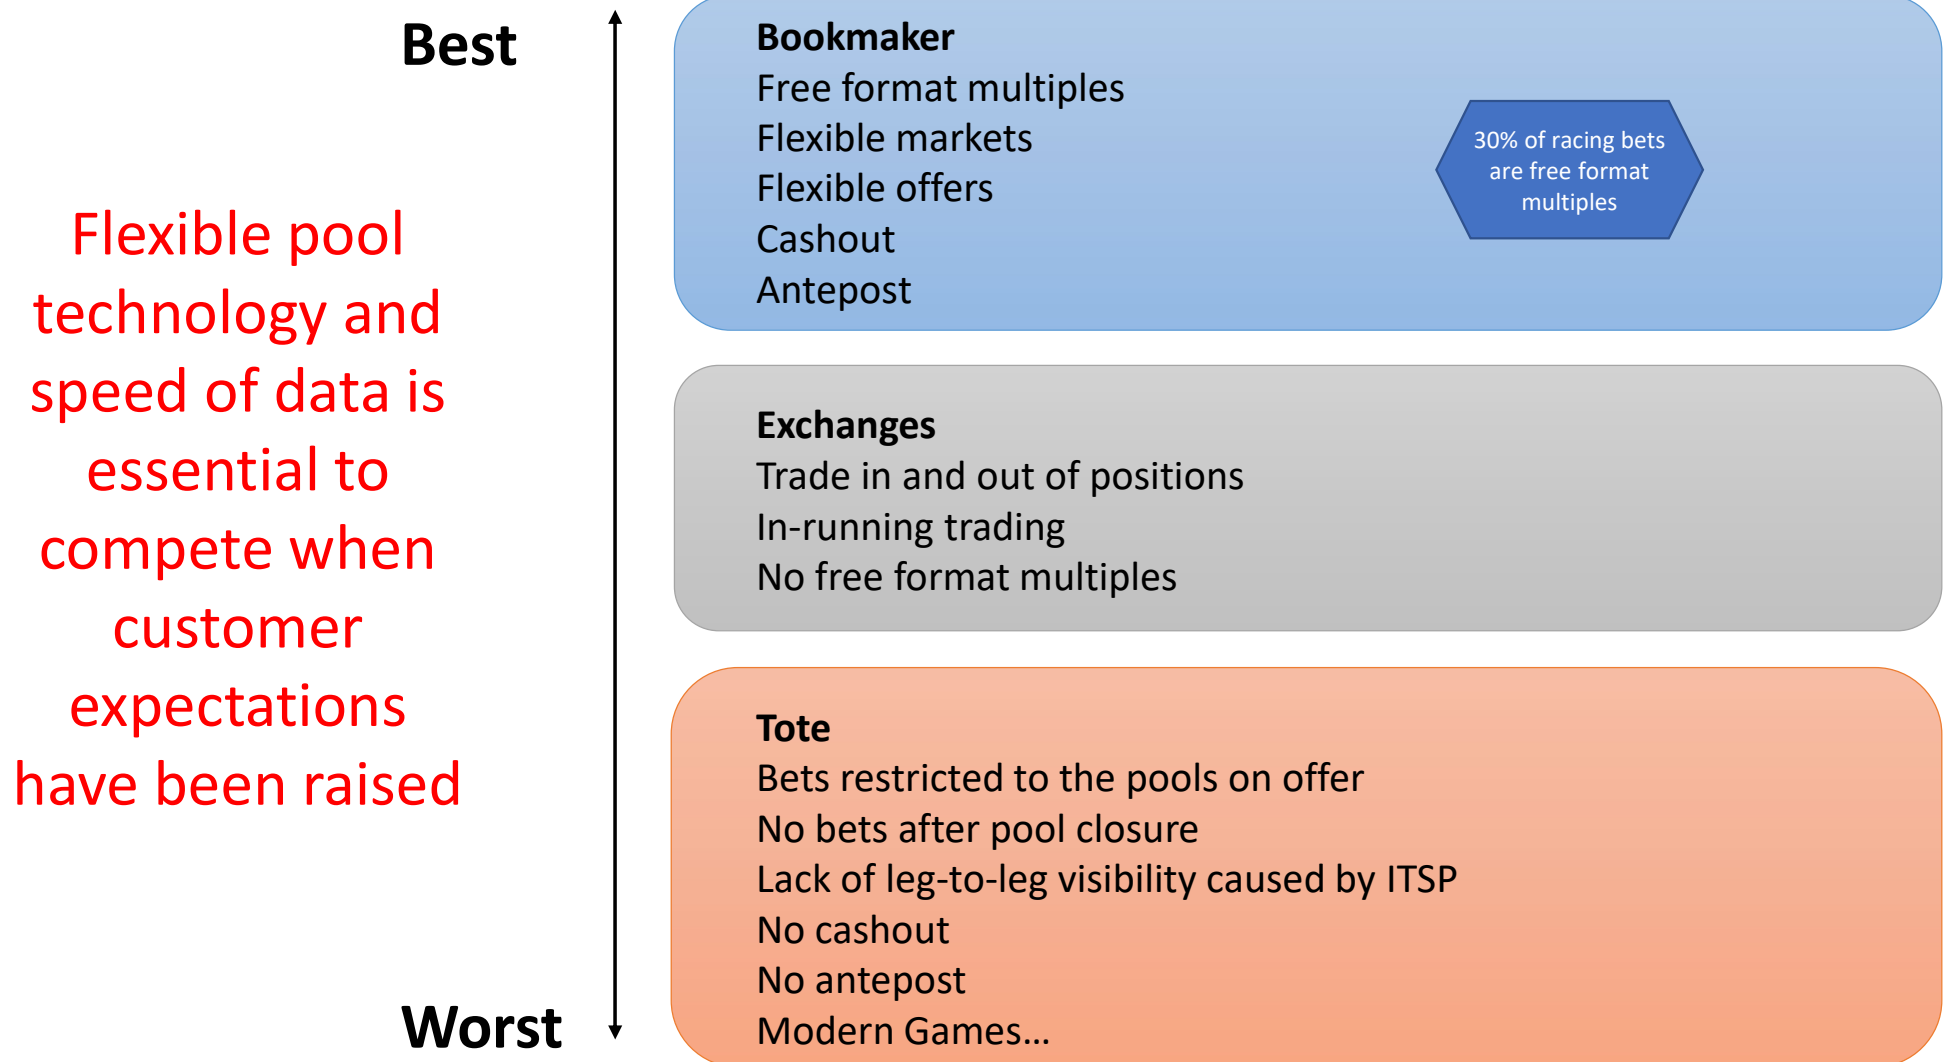 Best
Flexible pool
technology and
speed of data is
essential to
compete when
customer
expectations
have been raised
Worst
Bookmaker
Free format multiples
Flexible markets
Flexible offers
Cashout
Antepost
30% of racing bets
are free format
multiples
Exchanges
Trade in and out of positions
In-running trading
No free format multiples
Tote
Bets restricted to the pools on offer
No bets after pool closure
Lack of leg-to-leg visibility caused by ITSP
No cashout
No antepost
Modern Games…